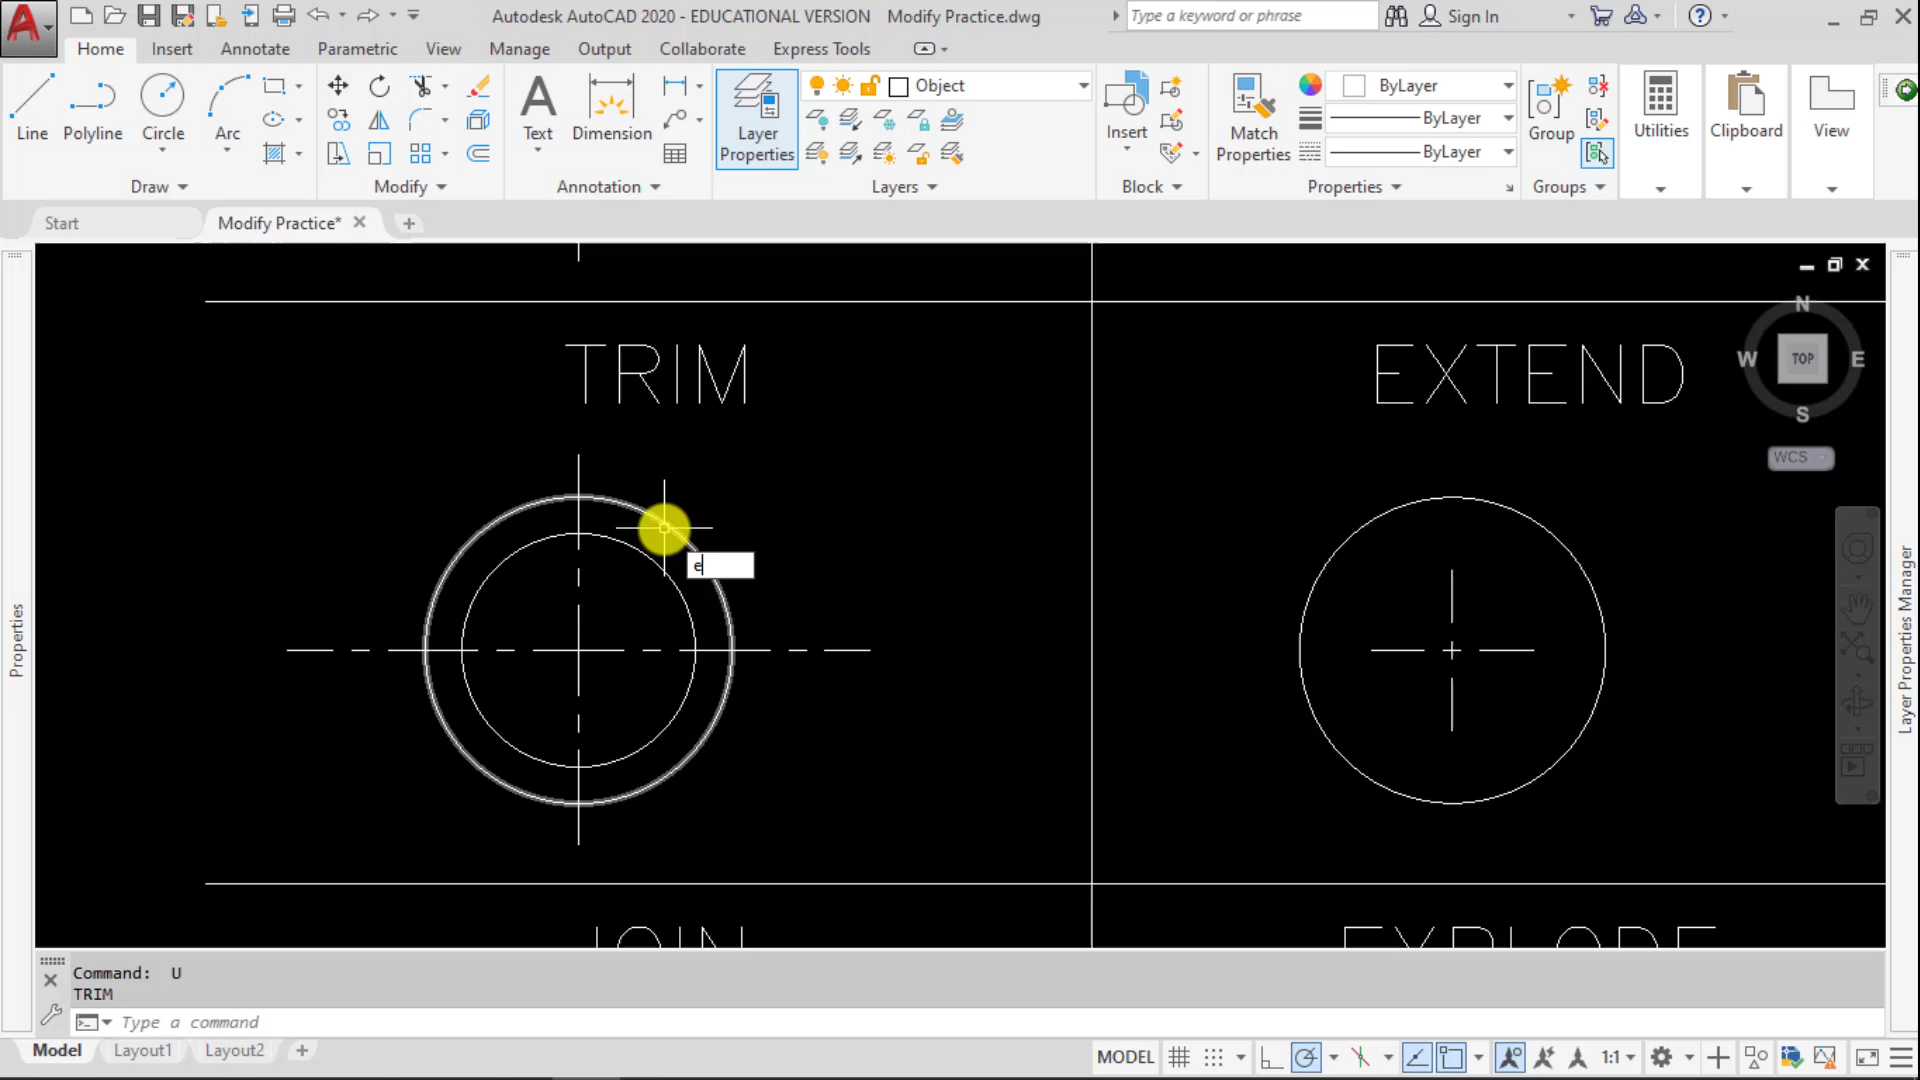 Autodesk AutoCAD 2020 - EDUCATIONAL VERSION Modify Practice.dwg
Type a keyword or phrase
Sign In
Home Insert Annotate Parametric View Manage Output Collaborate Express Tools
Line Polyline Circle Arc
Text Dimension
Layer Properties
Object
Insert
Match Properties
ByLayer
ByLayer
ByLayer
Group
Utilities
Clipboard
View
Draw Modify Annotation Layers Block Properties Groups
Start Modify Practice*
TRIM EXTEND
N
W TOP E
S
WCS
e
Properties
Layer Properties Manager
JOIN EXPLODE
Command: U
TRIM
Type a command
Model Layout1 Layout2
MODEL 1:1